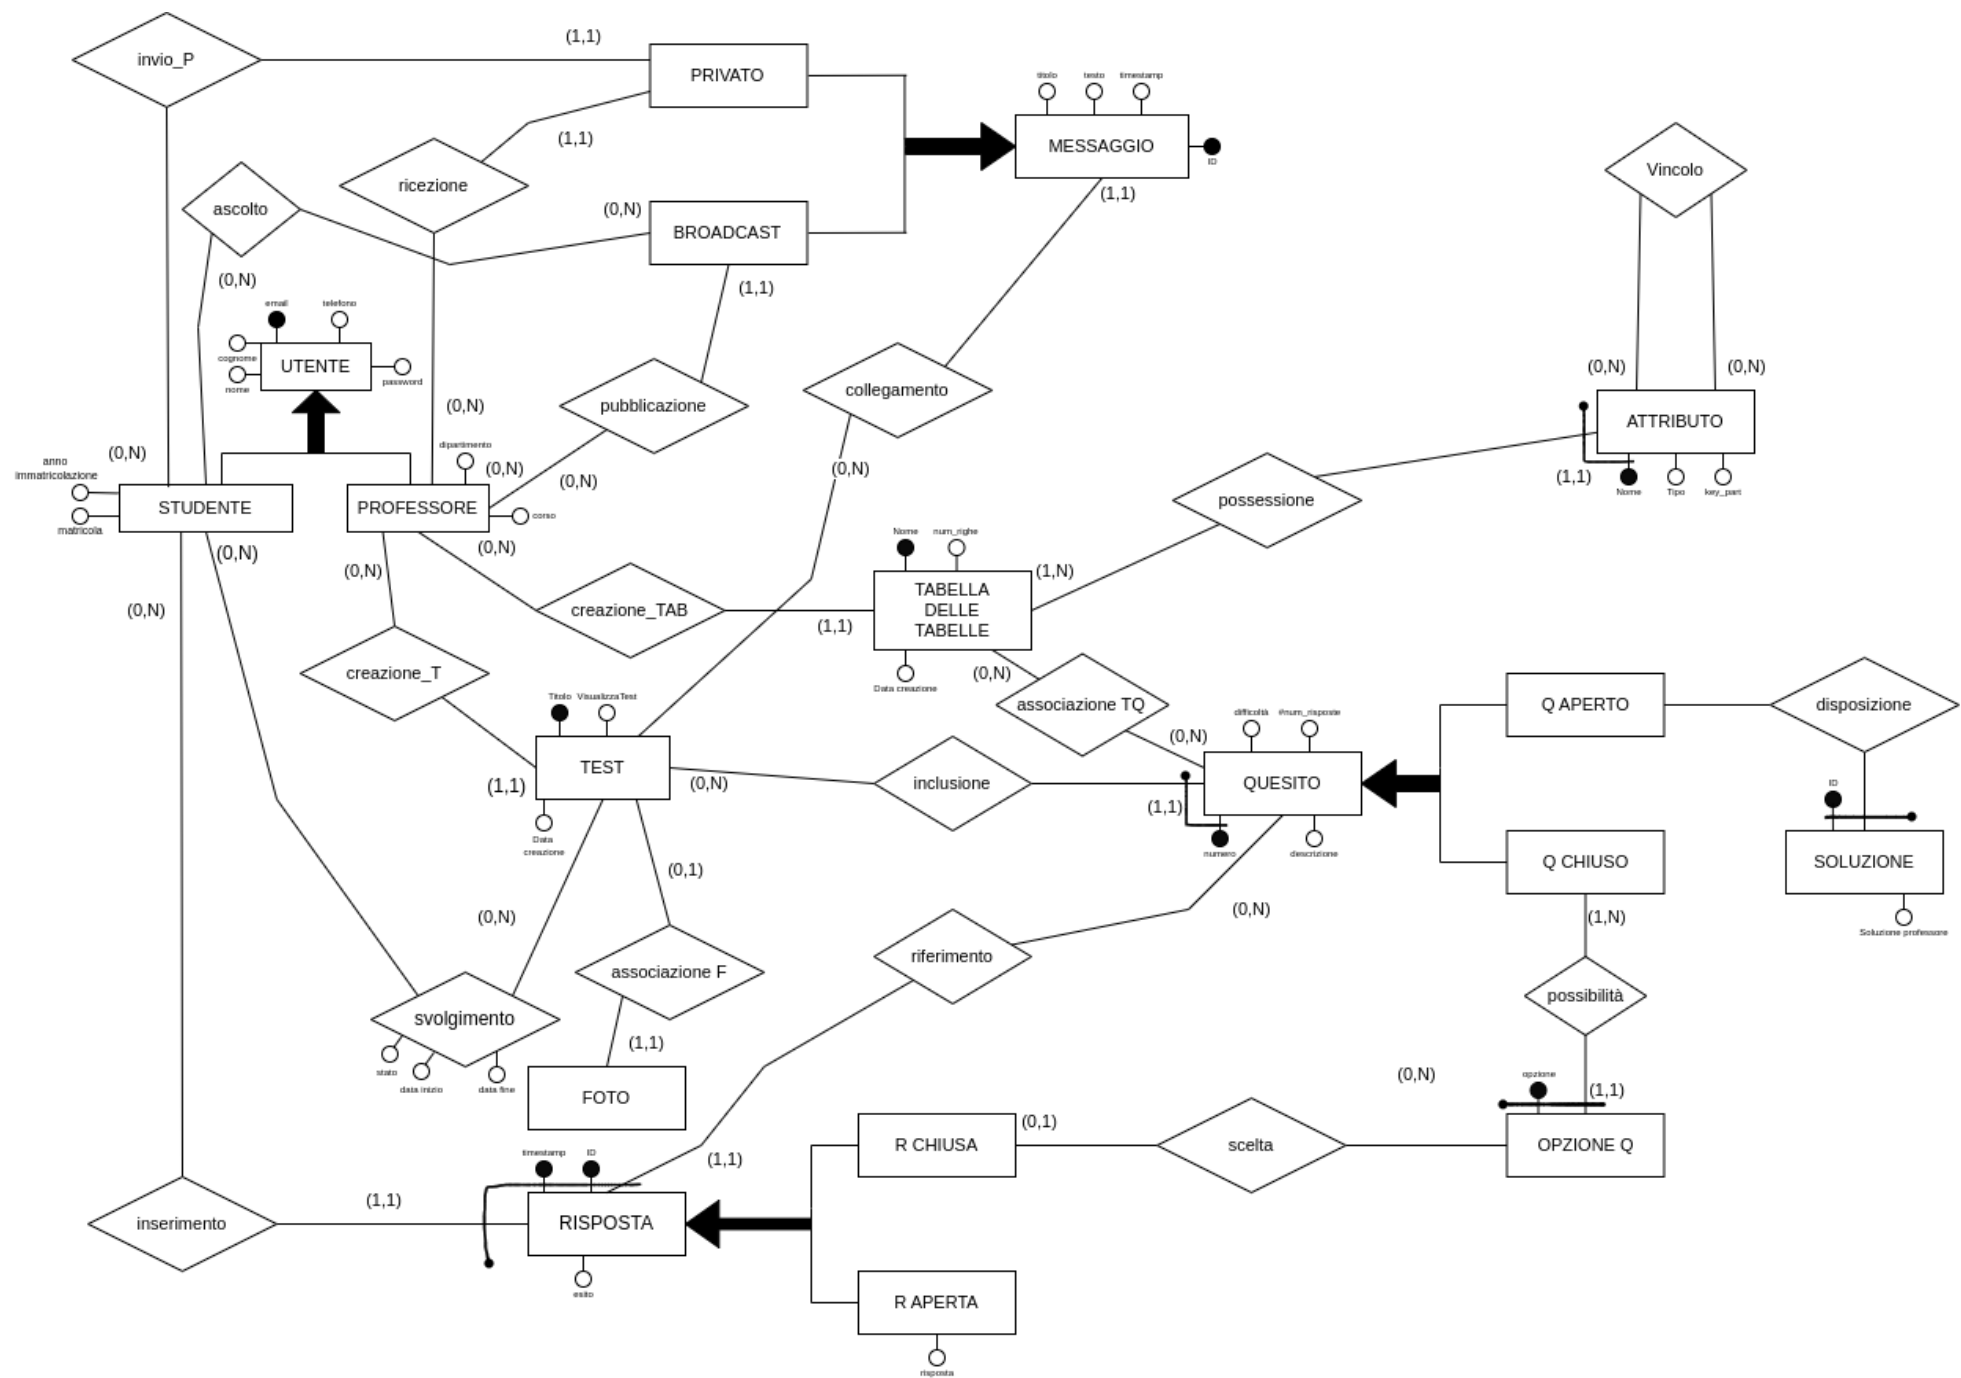 (1,1)
invio_P
PRIVATO
titolo
testo
timestamp
(1,1)
MESSAGGIO
ID
Vincolo
ricezione
(1,1)
ascolto
(0,N)
BROADCAST
(0,N)
(1,1)
email
telefono
cognome
UTENTE
nome
password
(0,N)
(0,N)
collegamento
pubblicazione
(0,N)
ATTRIBUTO
dipartimento
(0,N)
anno
immatricolazione
(0,N)
(0,N)
(0,N)
(1,1)
Nome
Tipo
key_part
possessione
STUDENTE
PROFESSORE
corso
matricola
Nome
num_righe
(0,N)
(0,N)
(0,N)
(1,N)
TABELLA
DELLE
TABELLE
(0,N)
creazione_TAB
(1,1)
creazione_T
(0,N)
Data creazione
Titolo
VisualizzaTest
associazione TQ
Q APERTO
disposizione
difficoltà
#num_risposte
(0,N)
TEST
(1,1)
(0,N)
inclusione
QUESITO
(1,1)
ID
Data
creazione
numero
descrizione
(0,1)
Q CHIUSO
SOLUZIONE
(0,N)
(0,N)
(1,N)
Soluzione professore
riferimento
associazione F
possibilità
svolgimento
(1,1)
stato
data inizio
data fine
FOTO
(0,N)
opzione
(1,1)
R CHIUSA
(0,1)
scelta
OPZIONE Q
timestamp
ID
(1,1)
inserimento
(1,1)
RISPOSTA
esito
R APERTA
risposta